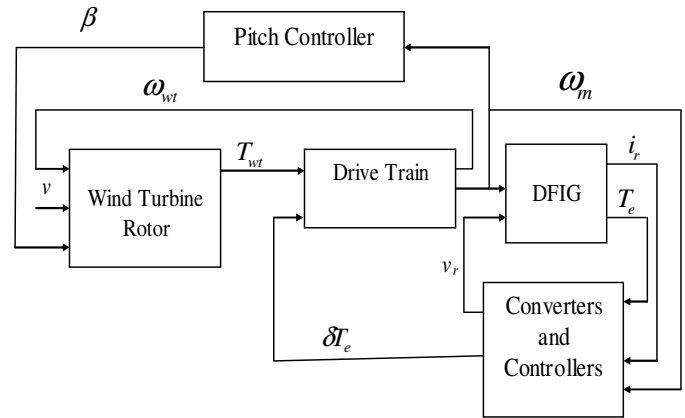 β
Pitch Controller
ω_wt
ω_m
T_wt
i_r
v
Wind Turbine
Rotor
Drive Train
DFIG
T_e
v_r
Converters
and
Controllers
δT_e